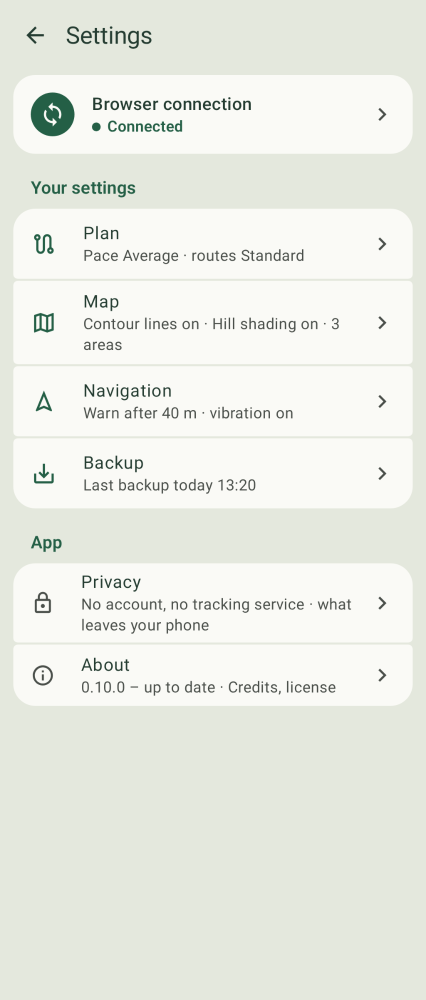 Settings
Browser connection
Connected
Your settings
Plan
Pace Average · routes Standard
Map
Contour lines on · Hill shading on · 3
areas
Navigation
Warn after 40 m · vibration on
Backup
Last backup today 13:20
App
Privacy
No account, no tracking service · what
leaves your phone
About
0.10.0 – up to date · Credits, license